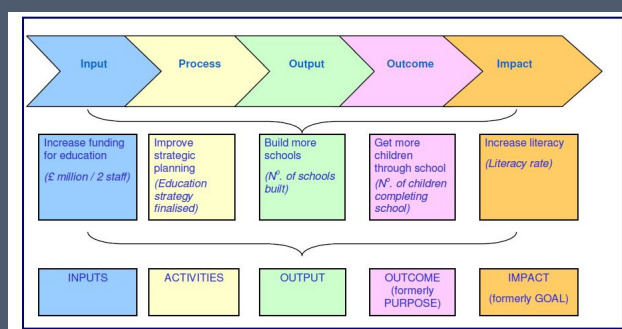 Input
Process
Output
Outcome
Impact
Increase funding
for education
(£ million / 2 staff)
Improve
strategic
planning
(Education
strategy
finalised)
Build more
schools
(Nº. of schools
built)
Get more
children
through school
(Nº. of children
completing
school)
Increase literacy
(Literacy rate)
INPUTS
ACTIVITIES
OUTPUT
OUTCOME
(formerly
PURPOSE)
IMPACT
(formerly GOAL)